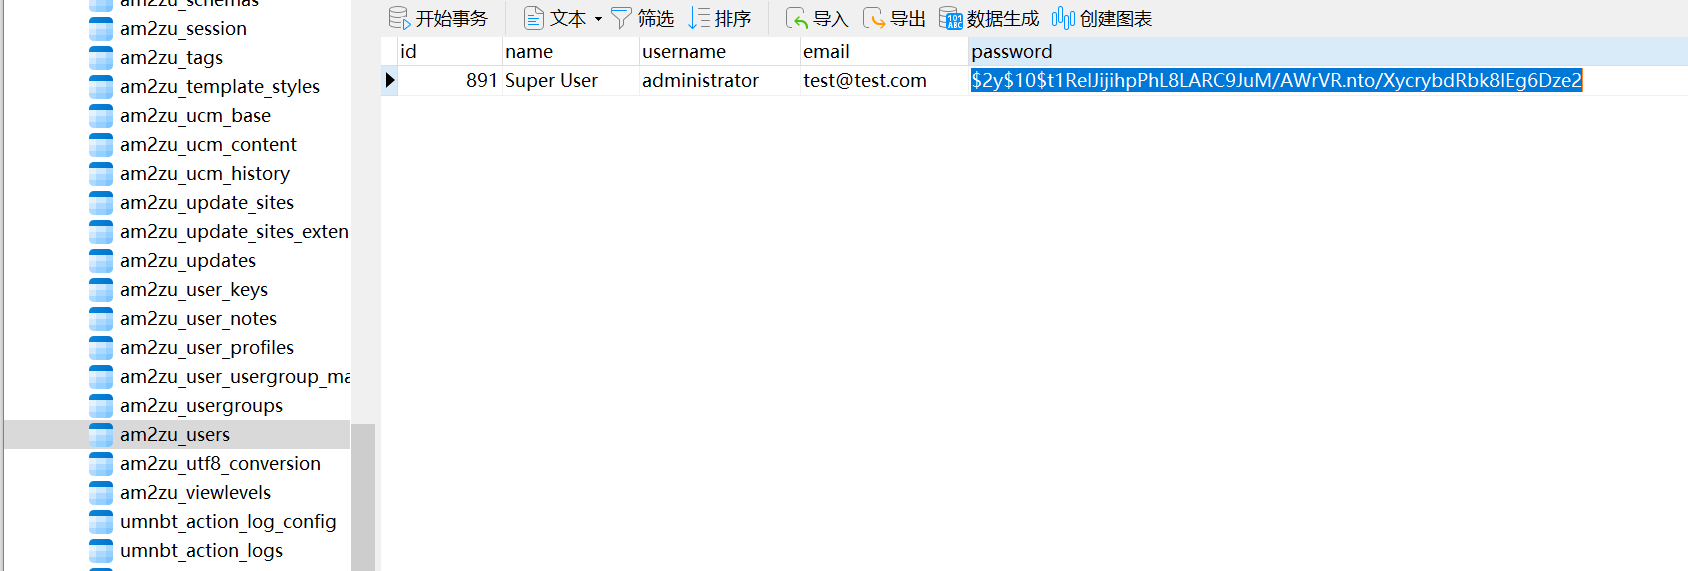 am2zu_schemas
am2zu_session
am2zu_tags
am2zu_template_styles
am2zu_ucm_base
am2zu_ucm_content
am2zu_ucm_history
am2zu_update_sites
am2zu_update_sites_exten
am2zu_updates
am2zu_user_keys
am2zu_user_notes
am2zu_user_profiles
am2zu_user_usergroup_ma
am2zu_usergroups
am2zu_users
am2zu_utf8_conversion
am2zu_viewlevels
umnbt_action_log_config
umnbt_action_logs
开始事务 文本 筛选 排序 导入 导出 数据生成 创建图表
id name username email password
891 Super User administrator test@test.com $2y$10$t1RelJijihpPhL8LARC9JuM/AWrVR.nto/XycrybdRbk8IEg6Dze2